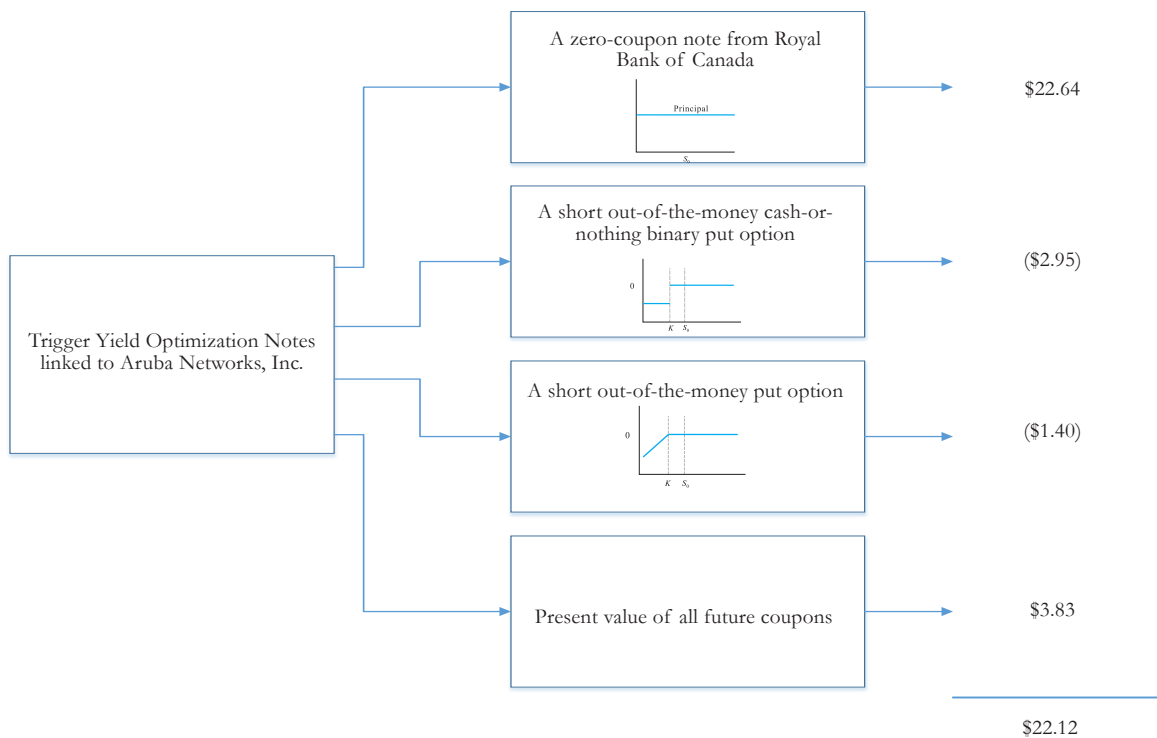 Trigger Yield Optimization Notes
linked to Aruba Networks, Inc.
A zero-coupon note from Royal
Bank of Canada
Principal
S₀
$22.64
A short out-of-the-money cash-or-
nothing binary put option
0
K S₀
($2.95)
A short out-of-the-money put option
0
K S₀
($1.40)
Present value of all future coupons
$3.83
$22.12